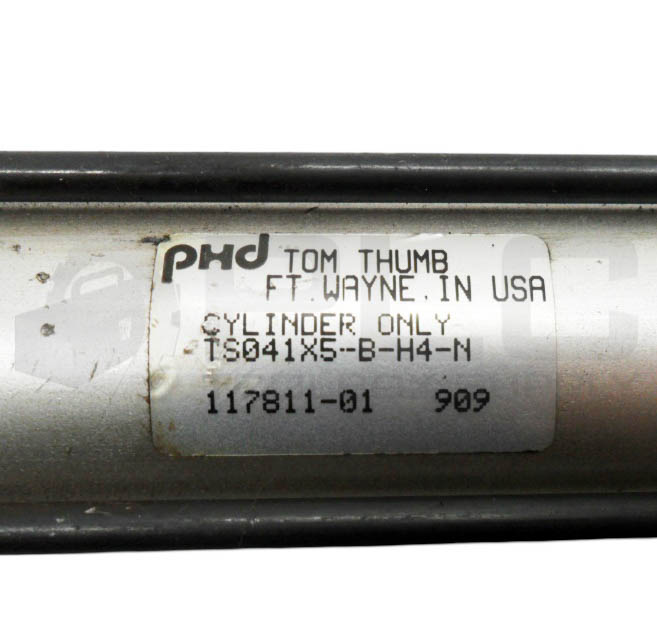 PHD TOM THUMB
FT.WAYNE,IN USA
CYLINDER ONLY
TS041X5-B-H4-N
117811-01 909